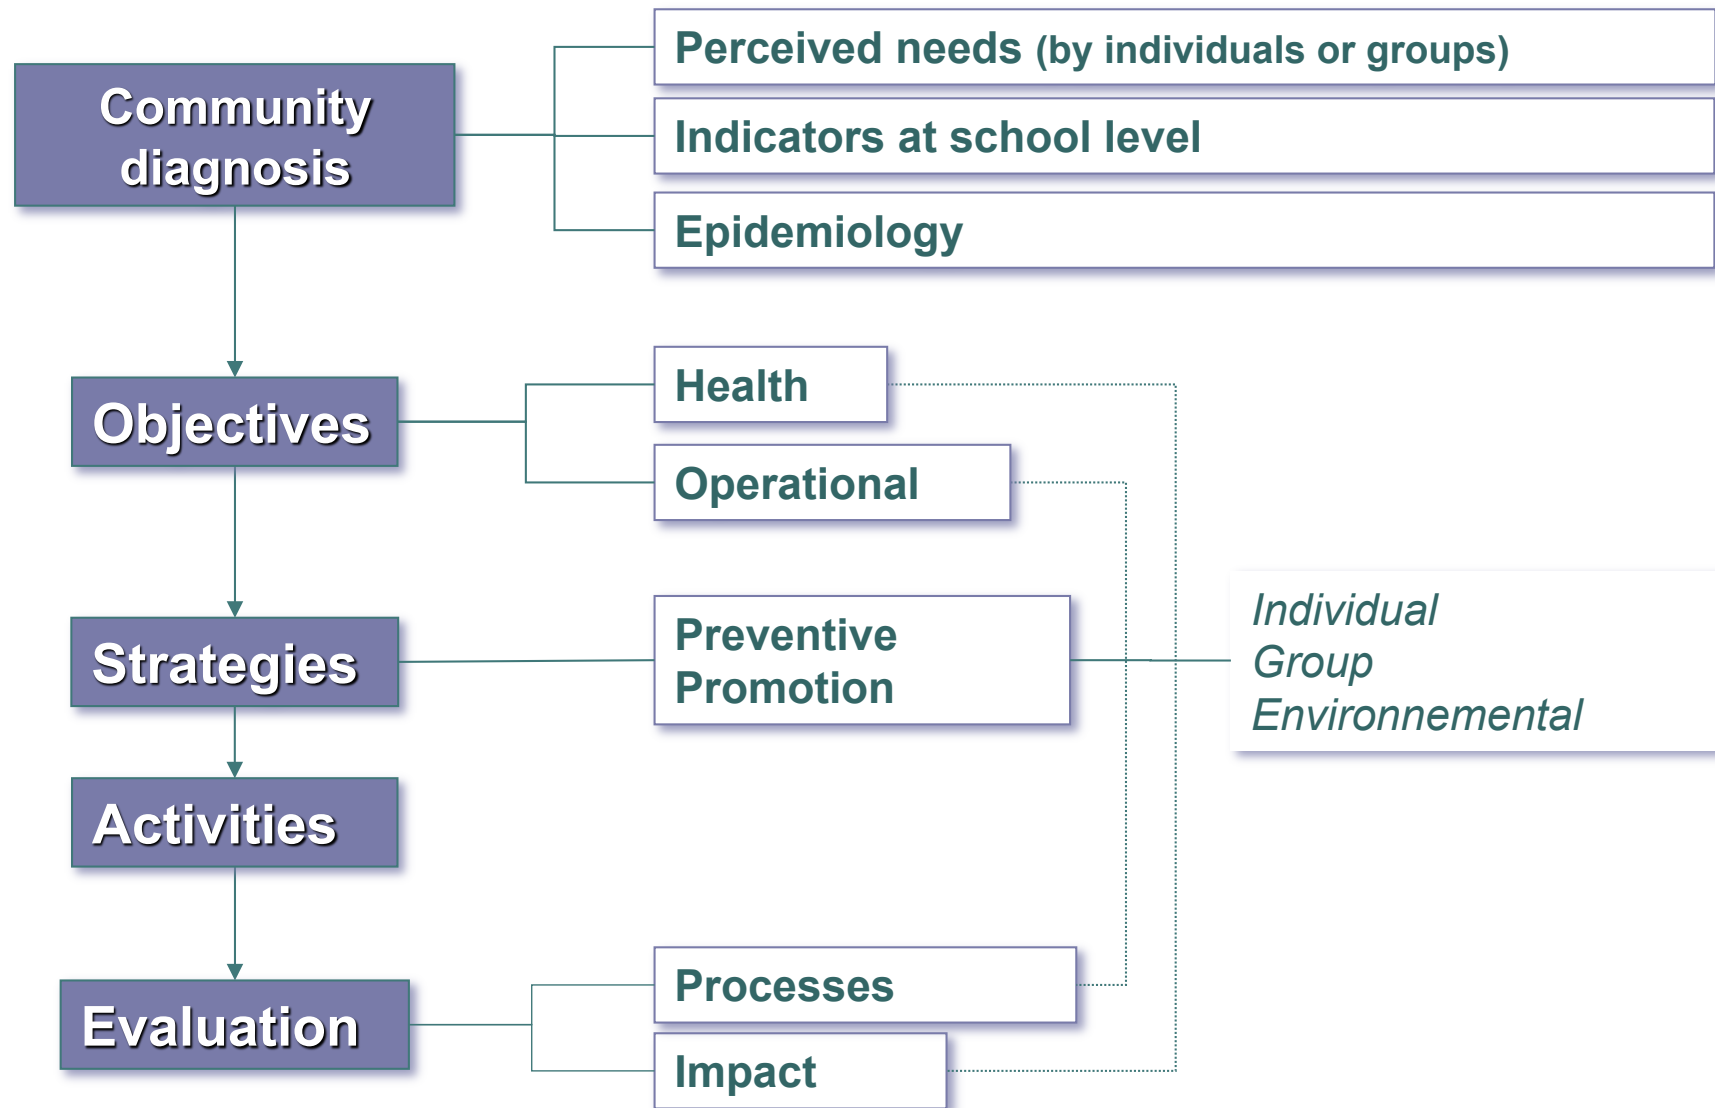 Community
diagnosis
Perceived needs (by individuals or groups)
Indicators at school level
Epidemiology
Objectives
Health
Operational
Strategies
Preventive
Promotion
Individual
Group
Environnemental
Activities
Evaluation
Processes
Impact